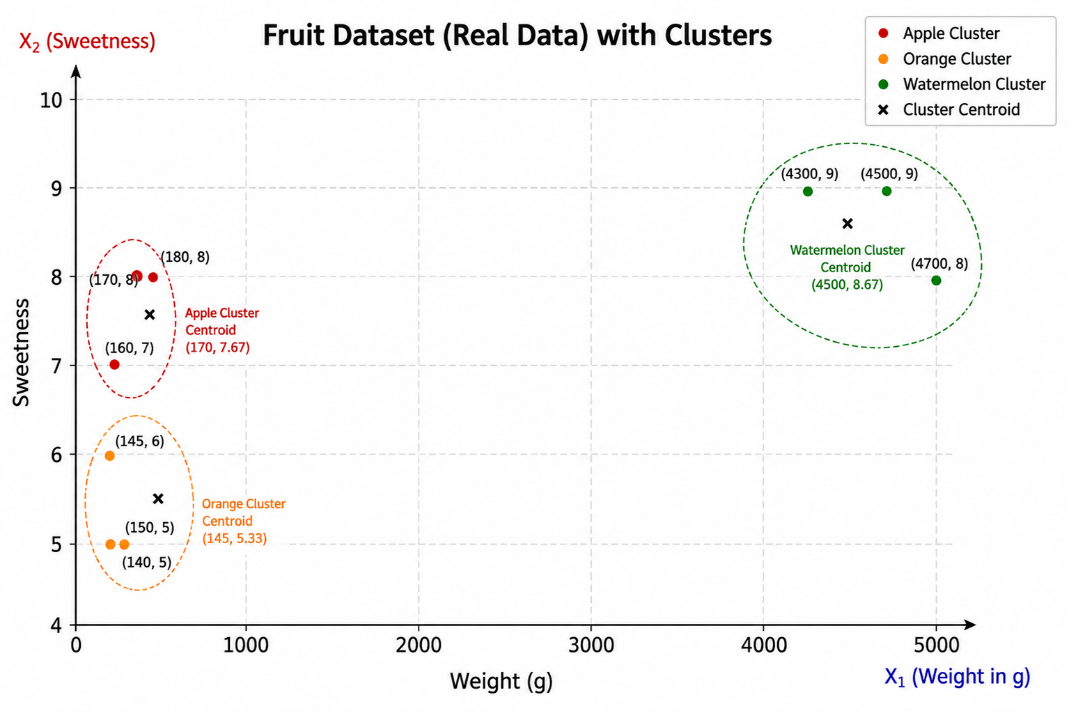 Fruit Dataset (Real Data) with Clusters
X₂ (Sweetness)
Apple Cluster
Orange Cluster
Watermelon Cluster
Cluster Centroid
10
9
8
7
6
5
4
Sweetness
(4300, 9)
(4500, 9)
Watermelon Cluster
Centroid
(4500, 8.67)
(4700, 8)
(180, 8)
(170, 8)
Apple Cluster
Centroid
(170, 7.67)
(160, 7)
(145, 6)
Orange Cluster
Centroid
(145, 5.33)
(150, 5)
(140, 5)
0
1000
2000
3000
4000
5000
Weight (g)
X₁ (Weight in g)